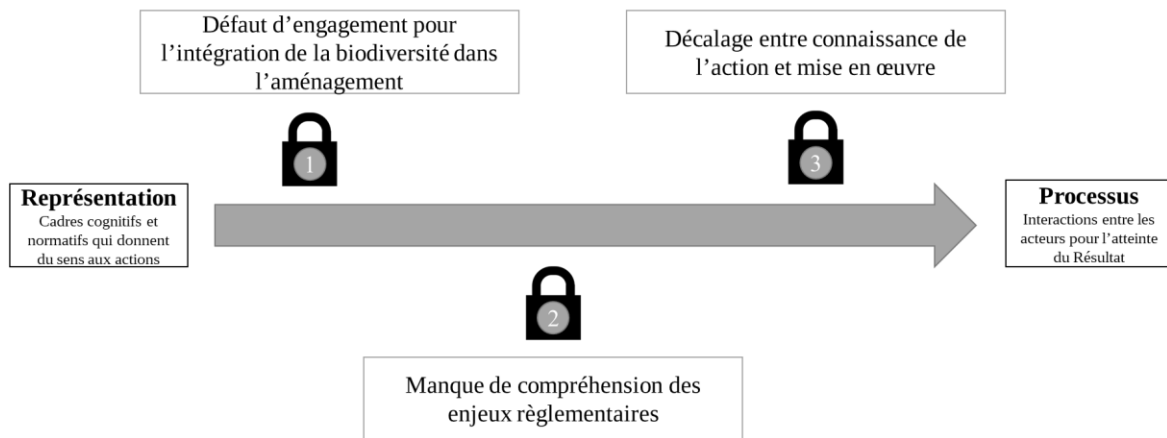 Défaut d’engagement pour
l’intégration de la biodiversité dans
l’aménagement
Décalage entre connaissance de
l’action et mise en œuvre
1
3
Représentation
Cadres cognitifs et
normatifs qui donnent
du sens aux actions
Processus
Interactions entre les
acteurs pour l’atteinte
du Résultat
2
Manque de compréhension des
enjeux règlementaires